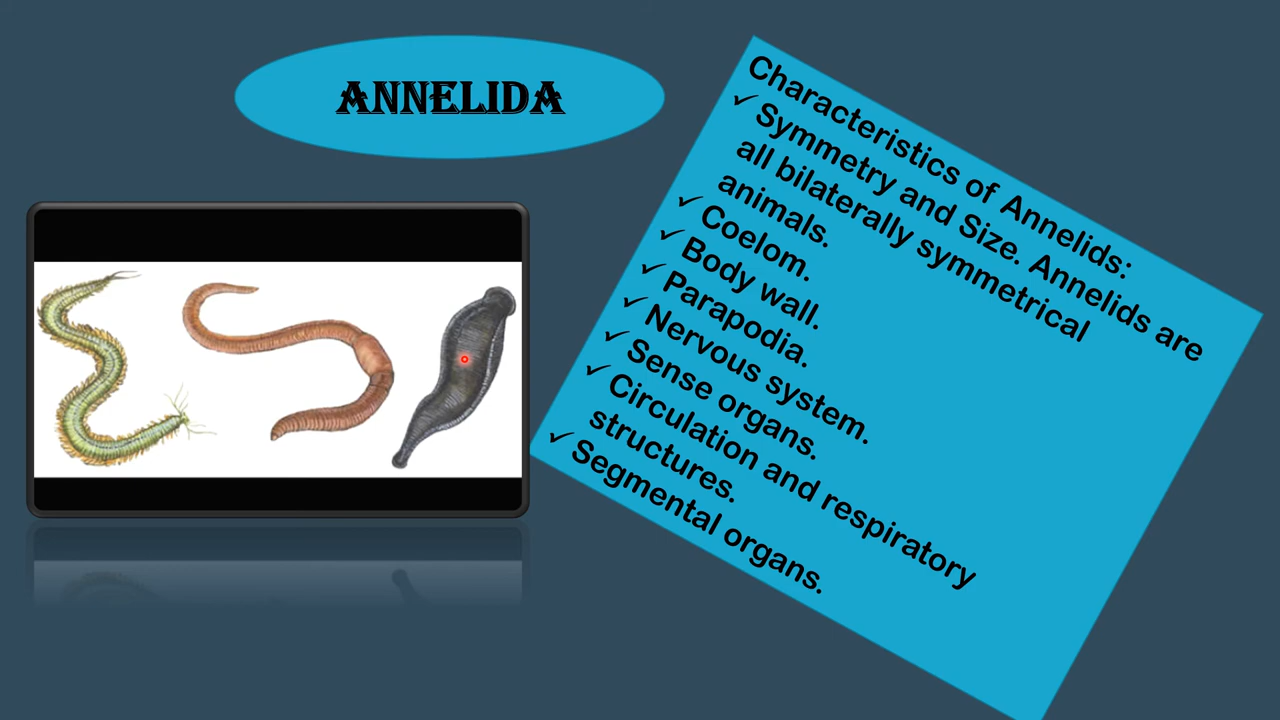 ANNELIDA
Characteristics of Annelids:
✓ Symmetry and Size. Annelids are
all bilaterally symmetrical
animals.
✓ Coelom.
✓ Body wall.
✓ Parapodia.
✓ Nervous system.
✓ Sense organs.
✓ Circulation and respiratory
structures.
✓ Segmental organs.